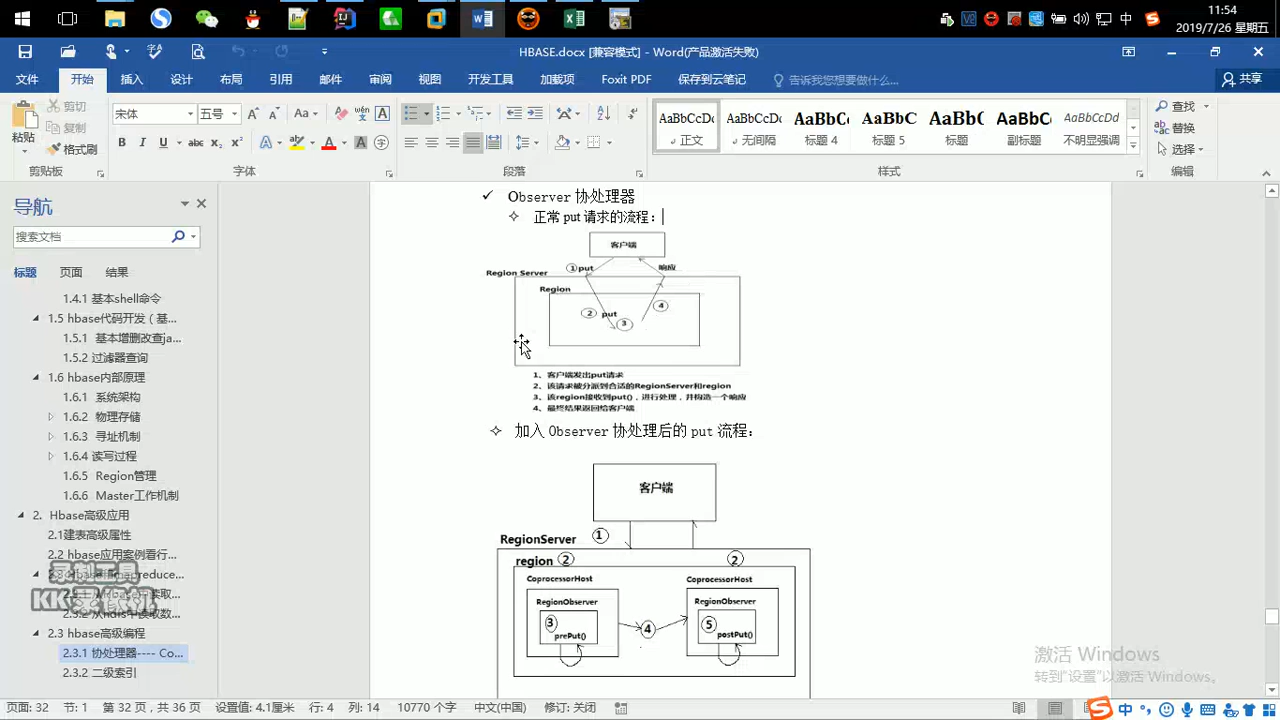 11:54
2019/7/26 星期五
中
HBASE.docx [兼容模式] - Word(产品激活失败)
文件 开始 插入 设计 布局 引用 邮件 审阅 视图 开发工具 加载项 Foxit PDF 保存到云笔记 告诉我您想要做什么... 共享
粘贴 剪切 复制 格式刷
宋体 五号
剪贴板 字体 段落 样式 编辑
AaBbCcDd 正文
AaBbCcDd 无间隔
AaBbC 标题 4
AaBbC 标题 5
AaBb( 标题
AaBbC 副标题
AaBbCcDd 不明显强调
查找
替换
选择
导航
搜索文档
标题 页面 结果
1.4.1 基本shell命令
1.5 hbase代码开发（基...
1.5.1 基本增删改查ja...
1.5.2 过滤器查询
1.6 hbase内部原理
1.6.1 系统架构
1.6.2 物理存储
1.6.3 寻址机制
1.6.4 读写过程
1.6.5 Region管理
1.6.6 Master工作机制
2. Hbase高级应用
2.1建表高级属性
2.2 hbase应用案例看行...
2.3 hbase高级编程
2.3.1 协处理器---- Co...
2.3.2 二级索引
录制工具
KK录像机
✓ Observer 协处理器
✧ 正常 put 请求的流程：
客户端
① put 响应
Region Server
Region
② put ③ ④
1、客户端发出put请求
2、该请求被分派到合适的RegionServer和region
3、该region接收到put()，进行处理，并构造一个响应
4、最终结果返回给客户端
✧ 加入 Observer 协处理后的 put 流程：
客户端
RegionServer ①
region ② ②
CoprocessorHost CoprocessorHost
RegionObserver RegionObserver
③ prePut() ④ ⑤ postPut()
激活 Windows
转到“设置”以激活 Windows。
页面: 32 节: 1 第 32 页，共 36 页 设置值: 4.1厘米 行: 4 列: 14 10770 个字 中文(中国) 修订: 关闭
中